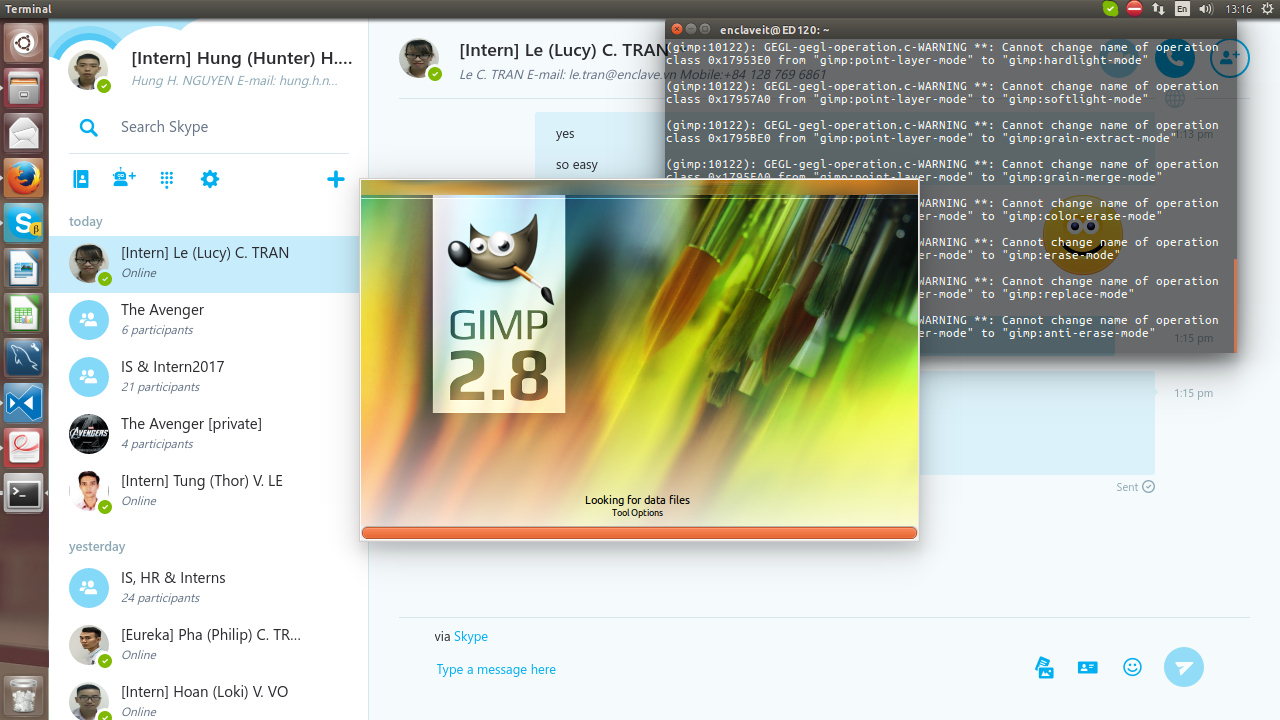 Terminal
En
13:16
[Intern] Hung (Hunter) H....
Hung H. NGUYEN E-mail: hung.h.n...
Search Skype
today
[Intern] Le (Lucy) C. TRAN
Online
The Avenger
6 participants
IS & Intern2017
21 participants
The Avenger [private]
4 participants
[Intern] Tung (Thor) V. LE
Online
yesterday
IS, HR & Interns
24 participants
[Eureka] Pha (Philip) C. TR...
Online
[Intern] Hoan (Loki) V. VO
Online
[Intern] Le (Lucy) C. TRAN
Le C. TRAN E-mail: le.tran@enclave.vn Mobile:+84 128 769 6861
yes
so easy
1:13 pm
1:15 pm
1:15 pm
Sent
via Skype
Type a message here
enclaveit@ED120: ~
(gimp:10122): GEGL-gegl-operation.c-WARNING **: Cannot change name of operation
class 0x17953E0 from "gimp:point-layer-mode" to "gimp:hardlight-mode"
(gimp:10122): GEGL-gegl-operation.c-WARNING **: Cannot change name of operation
class 0x17957A0 from "gimp:point-layer-mode" to "gimp:softlight-mode"
(gimp:10122): GEGL-gegl-operation.c-WARNING **: Cannot change name of operation
class 0x1795BE0 from "gimp:point-layer-mode" to "gimp:grain-extract-mode"
(gimp:10122): GEGL-gegl-operation.c-WARNING **: Cannot change name of operation
class 0x1795FA0 from "gimp:point-layer-mode" to "gimp:grain-merge-mode"
WARNING **: Cannot change name of operation
er-mode" to "gimp:color-erase-mode"
WARNING **: Cannot change name of operation
er-mode" to "gimp:erase-mode"
WARNING **: Cannot change name of operation
er-mode" to "gimp:replace-mode"
WARNING **: Cannot change name of operation
er-mode" to "gimp:anti-erase-mode"
GIMP
2.8
Looking for data files
Tool Options